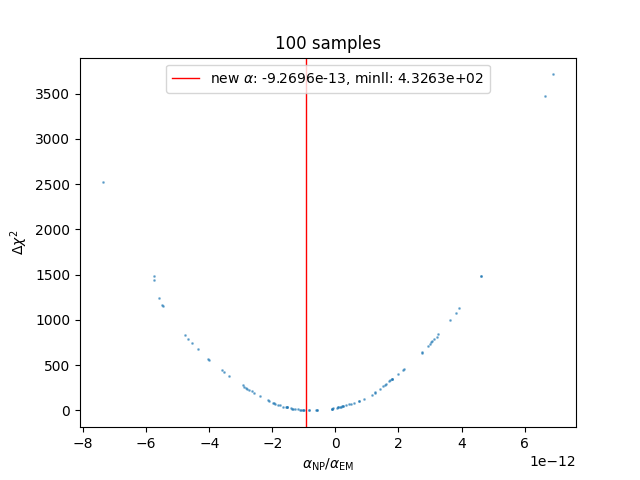 100 samples
new α: -9.2696e-13, minll: 4.3263e+02
3500
3000
2500
2000
1500
1000
500
0
Δχ²
−8 −6 −4 −2 0 2 4 6
1e−12
α_NP/α_EM